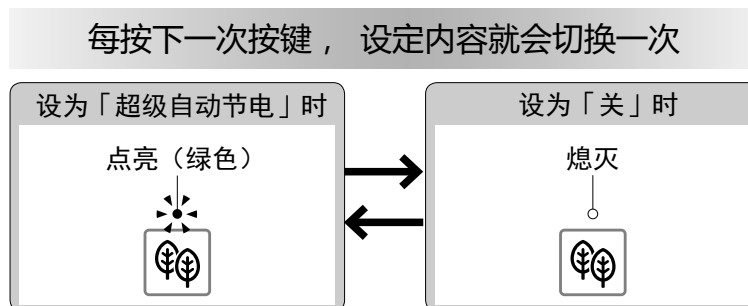 每按下一次按键， 设定内容就会切换一次
设为「超级自动节电」时
点亮（绿色）
设为「关」时
熄灭